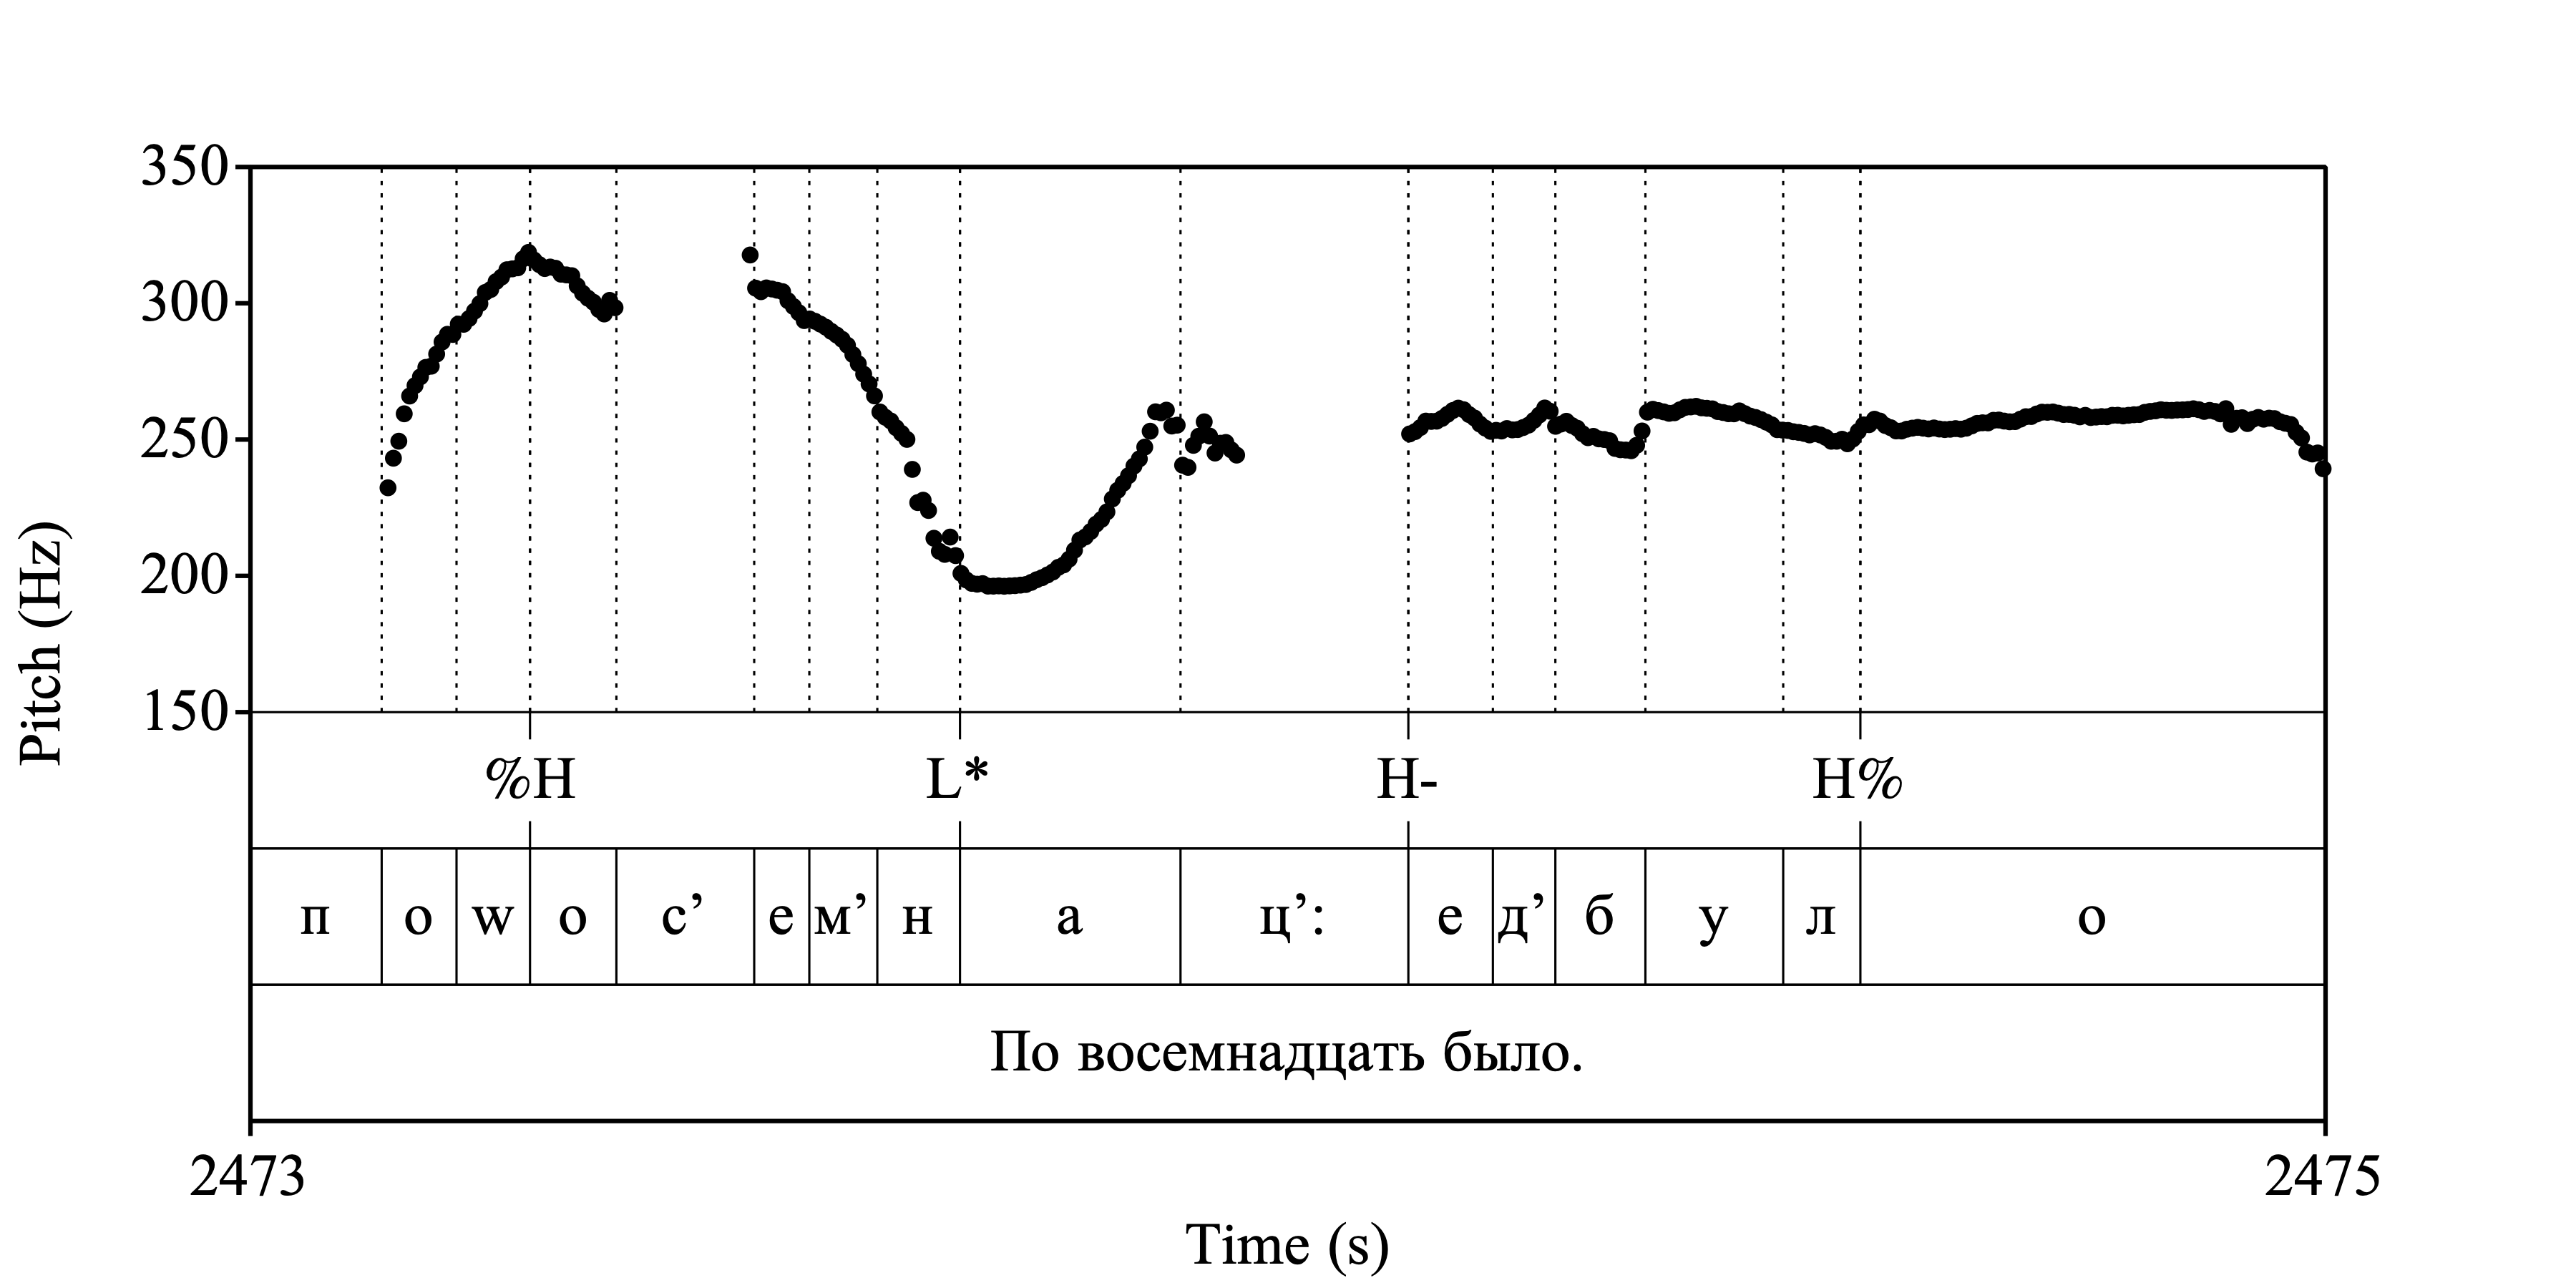 350
300
250
200
150
Pitch (Hz)
%H L* H- H%
п о w о с’ е м’ н а ц’: е д’ б у л о
По восемнадцать было.
2473 2475
Time (s)